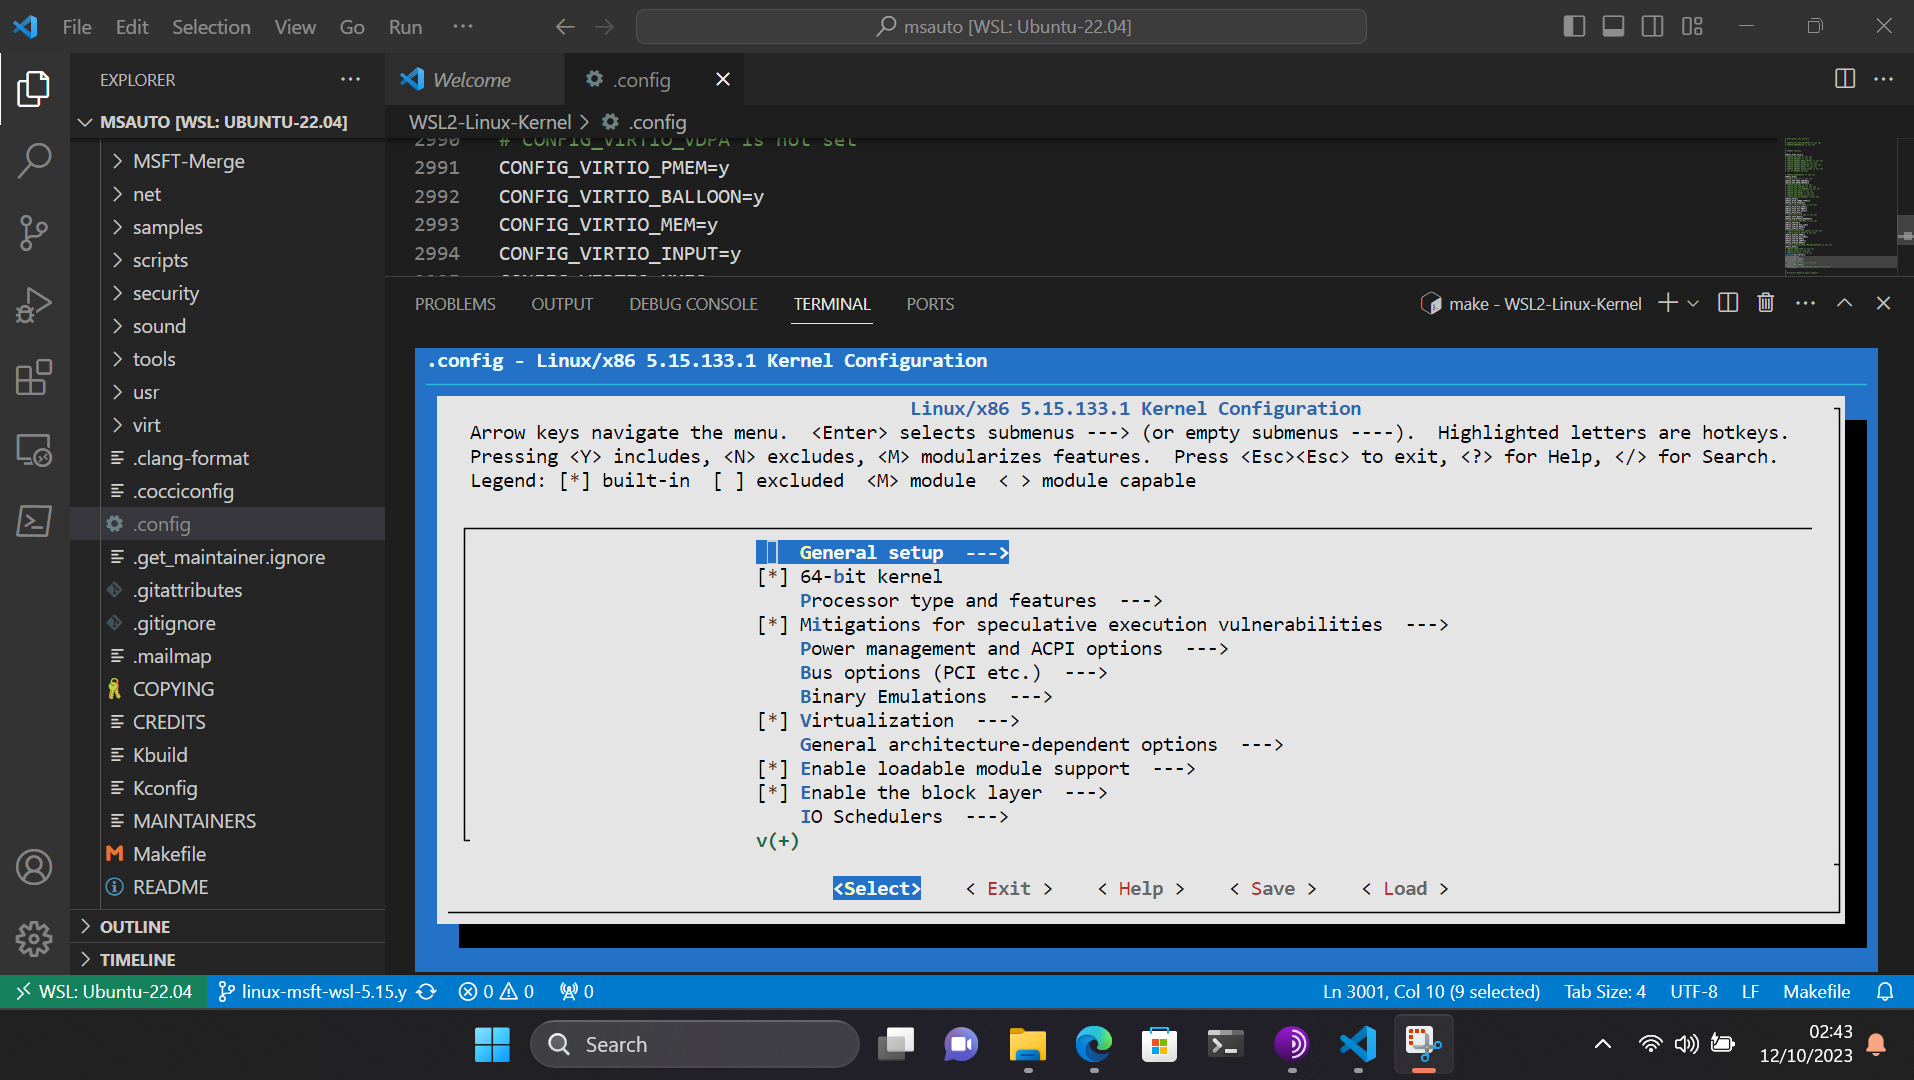 File Edit Selection View Go Run ···
msauto [WSL: Ubuntu-22.04]
EXPLORER
MSAUTO [WSL: UBUNTU-22.04]
MSFT-Merge
net
samples
scripts
security
sound
tools
usr
virt
.clang-format
.cocciconfig
.config
.get_maintainer.ignore
.gitattributes
.gitignore
.mailmap
COPYING
CREDITS
Kbuild
Kconfig
MAINTAINERS
Makefile
README
OUTLINE
TIMELINE
Welcome
.config
WSL2-Linux-Kernel > .config
2990 # CONFIG_VIRTIO_VDPA is not set
2991 CONFIG_VIRTIO_PMEM=y
2992 CONFIG_VIRTIO_BALLOON=y
2993 CONFIG_VIRTIO_MEM=y
2994 CONFIG_VIRTIO_INPUT=y
PROBLEMS OUTPUT DEBUG CONSOLE TERMINAL PORTS
make - WSL2-Linux-Kernel
.config - Linux/x86 5.15.133.1 Kernel Configuration
Linux/x86 5.15.133.1 Kernel Configuration
Arrow keys navigate the menu.  <Enter> selects submenus ---> (or empty submenus ----).  Highlighted letters are hotkeys.
Pressing <Y> includes, <N> excludes, <M> modularizes features.  Press <Esc><Esc> to exit, <?> for Help, </> for Search.
Legend: [*] built-in  [ ] excluded  <M> module  < > module capable
General setup  --->
[*] 64-bit kernel
Processor type and features  --->
[*] Mitigations for speculative execution vulnerabilities  --->
Power management and ACPI options  --->
Bus options (PCI etc.)  --->
Binary Emulations  --->
[*] Virtualization  --->
General architecture-dependent options  --->
[*] Enable loadable module support  --->
[*] Enable the block layer  --->
IO Schedulers  --->
v(+)
<Select>    < Exit >    < Help >    < Save >    < Load >
WSL: Ubuntu-22.04 linux-msft-wsl-5.15.y 0 0 0
Ln 3001, Col 10 (9 selected) Tab Size: 4 UTF-8 LF Makefile
Search
02:43
12/10/2023